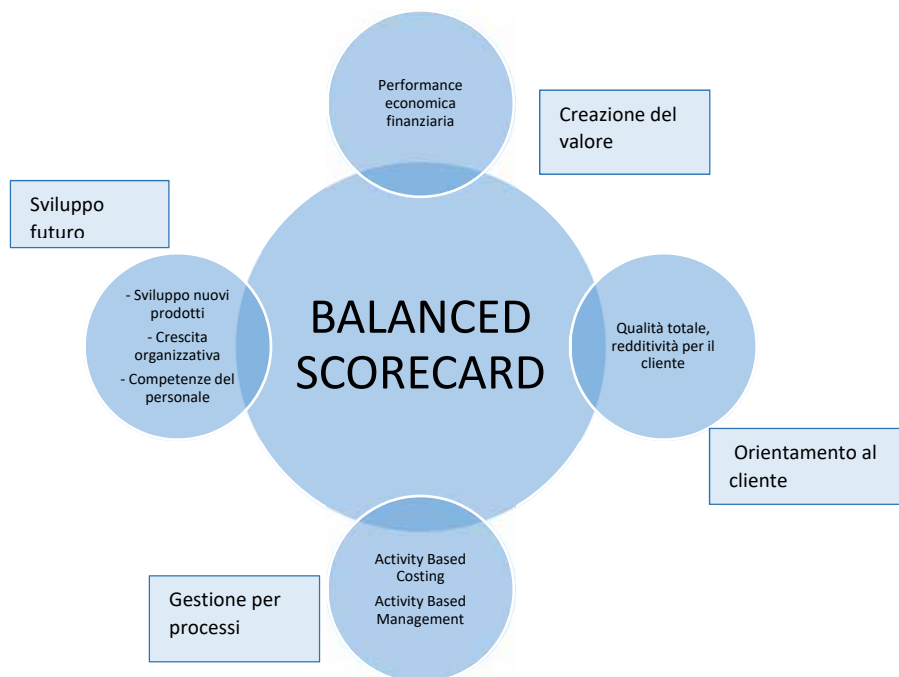 Performance
economica
finanziaria
Creazione del
valore
Sviluppo
futuro
- Sviluppo nuovi
prodotti
- Crescita
organizzativa
- Competenze del
personale
BALANCED
SCORECARD
Qualità totale,
redditività per il
cliente
Orientamento al
cliente
Activity Based
Costing
Activity Based
Management
Gestione per
processi